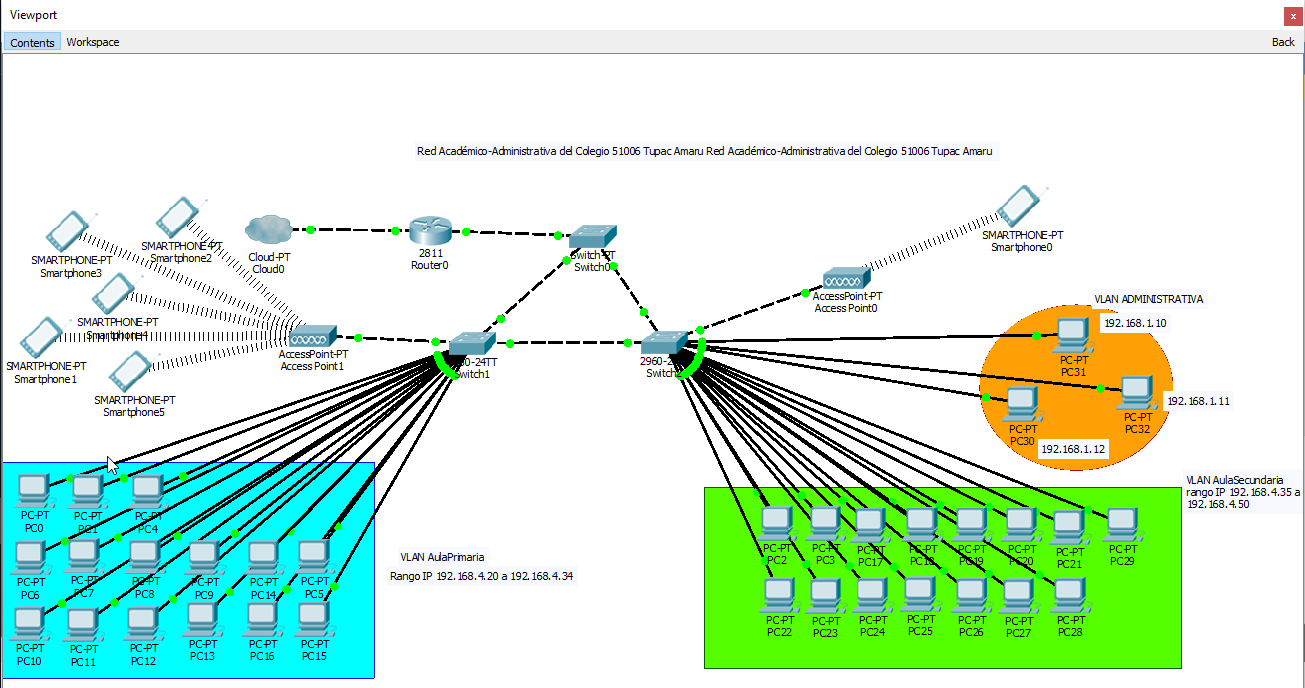 Viewport
x
Contents Workspace Back
Red Académico-Administrativa del Colegio 51006 Tupac Amaru Red Académico-Administrativa del Colegio 51006 Tupac Amaru
SMARTPHONE-PT
Smartphone3
SMARTPHONE-PT
Smartphone2
Cloud-PT
Cloud0
2811
Router0
Switch-PT
Switch0
SMARTPHONE-PT
Smartphone0
AccessPoint-PT
Access Point0
SMARTPHONE-PT
Smartphone4
SMARTPHONE-PT
Smartphone1
SMARTPHONE-PT
Smartphone5
AccessPoint-PT
Access Point1
-24TT
Switch1
2960-2
Switch
VLAN ADMINISTRATIVA
192.168.1.10
PC-PT
PC31
192.168.1.11
PC-PT
PC32
PC-PT
PC30
192.168.1.12
PC-PT
PC0
PC-PT
PC1
PC-PT
PC4
PC-PT
PC6
PC-PT
PC7
PC-PT
PC8
PC-PT
PC9
PC-PT
PC14
PC-PT
PC5
PC-PT
PC10
PC-PT
PC11
PC-PT
PC12
PC-PT
PC13
PC-PT
PC16
PC-PT
PC15
VLAN AulaPrimaria
Rango IP 192.168.4.20 a 192.168.4.34
VLAN AulaSecundaria
rango IP 192.168.4.35 a
192.168.4.50
PC-PT
PC2
PC-PT
PC3
PC-PT
PC17
PC-PT
PC18
PC-PT
PC19
PC-PT
PC20
PC-PT
PC21
PC-PT
PC29
PC-PT
PC22
PC-PT
PC23
PC-PT
PC24
PC-PT
PC25
PC-PT
PC26
PC-PT
PC27
PC-PT
PC28